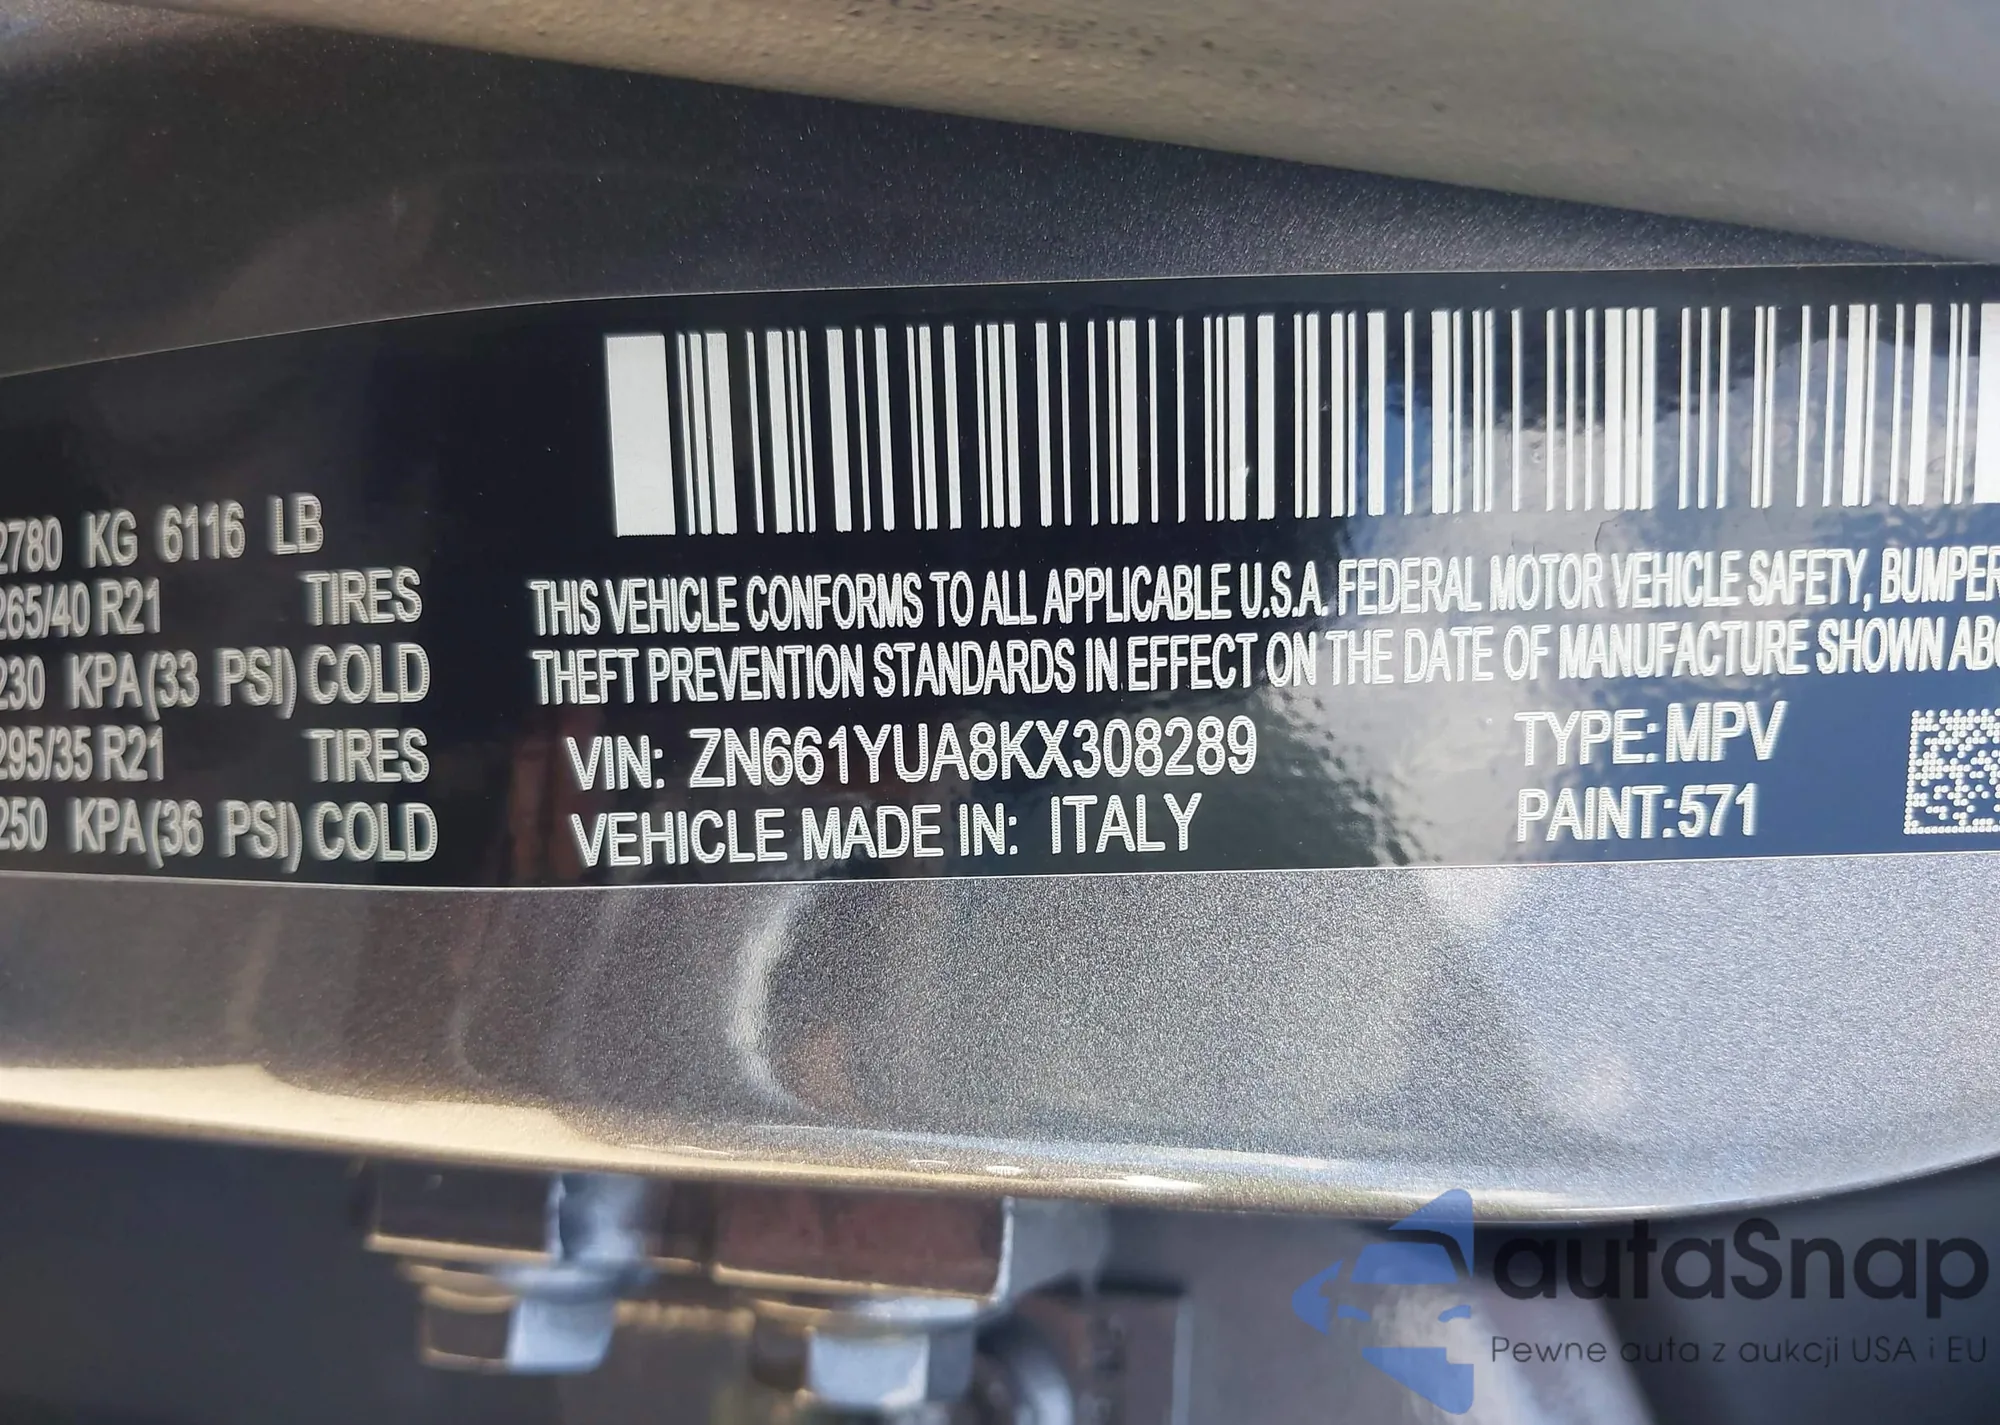 2780 KG 6116 LB
265/40 R21 TIRES
230 KPA(33 PSI) COLD
295/35 R21 TIRES
250 KPA(36 PSI) COLD
THIS VEHICLE CONFORMS TO ALL APPLICABLE U.S.A. FEDERAL MOTOR VEHICLE SAFETY, BUMPER
THEFT PREVENTION STANDARDS IN EFFECT ON THE DATE OF MANUFACTURE SHOWN ABO
VIN: ZN661YUA8KX308289
TYPE: MPV
VEHICLE MADE IN: ITALY
PAINT:571
autaSnap
Pewne auta z aukcji USA i EU